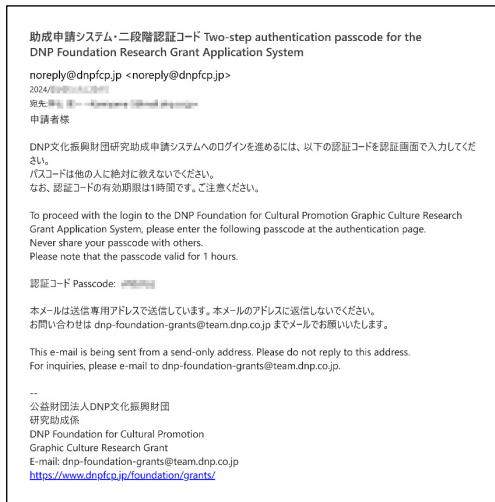 助成申請システム・二段階認証コード Two-step authentication passcode for the
DNP Foundation Research Grant Application System
noreply@dnpfcp.jp <noreply@dnpfcp.jp>
2024/
宛先
申請者様
DNP文化振興財団研究助成申請システムへのログインを進めるには、以下の認証コードを認証画面で入力してくだ
さい。
パスコードは他の人に絶対に教えないでください。
なお、認証コードの有効期限は1時間です。ご注意ください。
To proceed with the login to the DNP Foundation for Cultural Promotion Graphic Culture Research
Grant Application System, please enter the following passcode at the authentication page.
Never share your passcode with others.
Please note that the passcode valid for 1 hours.
認証コード Passcode:
本メールは送信専用アドレスで送信しています。本メールのアドレスに返信しないでください。
お問い合わせは dnp-foundation-grants@team.dnp.co.jp までメールでお願いいたします。
This e-mail is being sent from a send-only address. Please do not reply to this address.
For inquiries, please e-mail to dnp-foundation-grants@team.dnp.co.jp.
--
公益財団法人DNP文化振興財団
研究助成係
DNP Foundation for Cultural Promotion
Graphic Culture Research Grant
E-mail: dnp-foundation-grants@team.dnp.co.jp
https://www.dnpfcp.jp/foundation/grants/